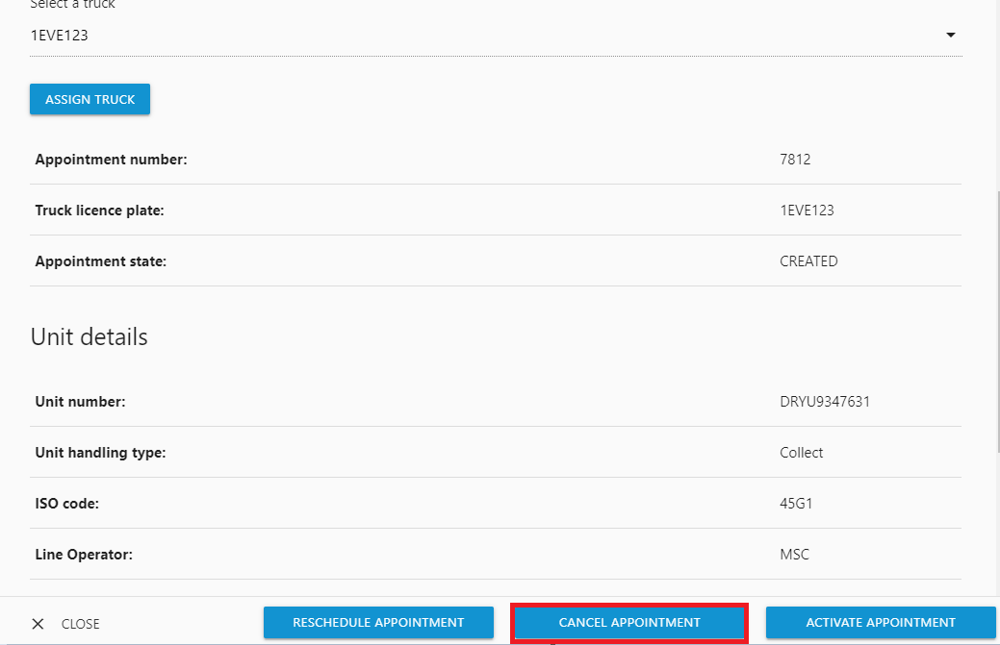 Select a truck
1EVE123
ASSIGN TRUCK
Appointment number: 7812
Truck licence plate: 1EVE123
Appointment state: CREATED
Unit details
Unit number: DRYU9347631
Unit handling type: Collect
ISO code: 45G1
Line Operator: MSC
CLOSE RESCHEDULE APPOINTMENT CANCEL APPOINTMENT ACTIVATE APPOINTMENT